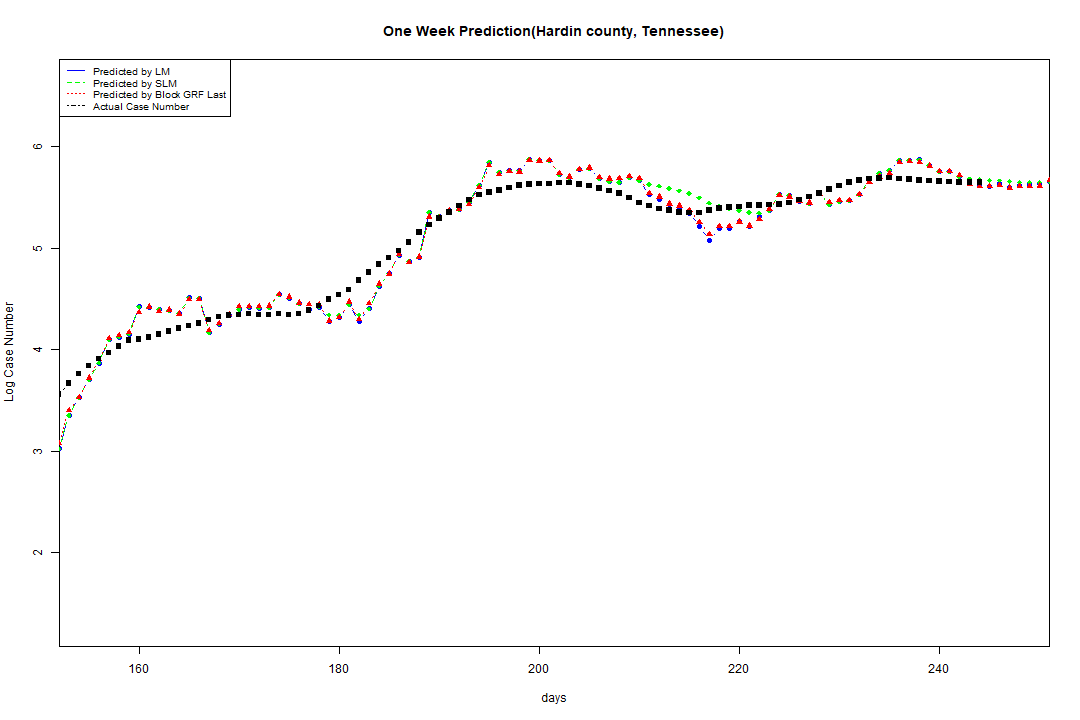 One Week Prediction(Hardin county, Tennessee)
Predicted by LM
Predicted by SLM
Predicted by Block GRF Last
Actual Case Number
Log Case Number
6
5
4
3
2
160 180 200 220 240
days